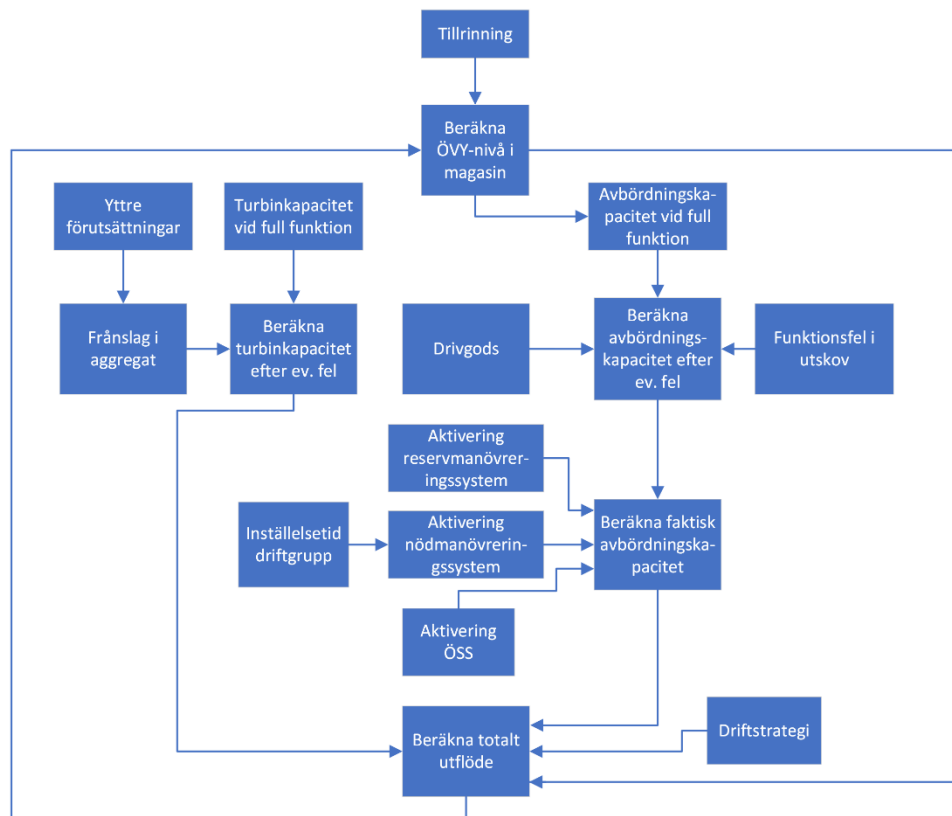 Tillrinning
Beräkna
ÖVY-nivå i
magasin
Yttre
förutsättningar
Turbinkapacitet
vid full funktion
Avbördningska-
pacitet vid full
funktion
Frånslag i
aggregat
Beräkna
turbinkapacitet
efter ev. fel
Drivgods
Beräkna
avbördnings-
kapacitet efter
ev. fel
Funktionsfel i
utskov
Aktivering
reservmanövrer-
ingssystem
Inställelsetid
driftgrupp
Aktivering
nödmanövrerin-
gssystem
Beräkna faktisk
avbördningska-
pacitet
Aktivering
ÖSS
Beräkna totalt
utflöde
Driftstrategi